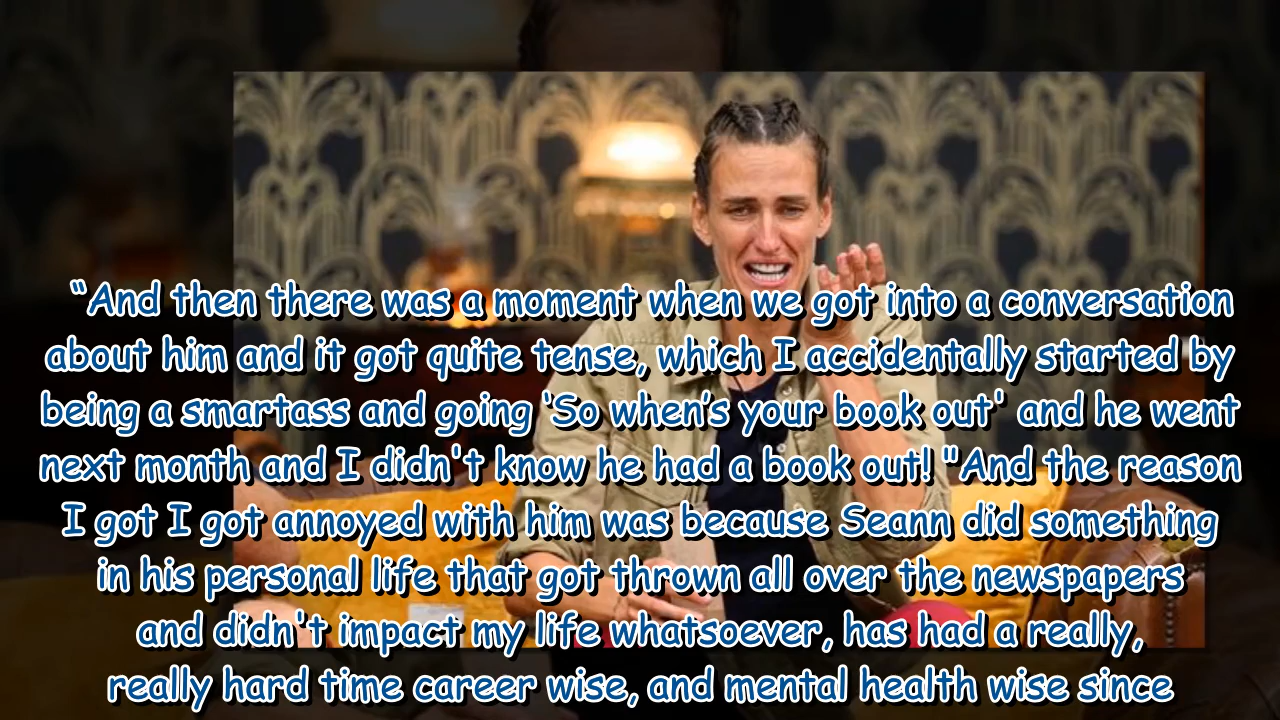 “And then there was a moment when we got into a conversation
about him and it got quite tense, which I accidentally started by
being a smartass and going ‘So when’s your book out' and he went
next month and I didn't know he had a book out! "And the reason
I got I got annoyed with him was because Seann did something
in his personal life that got thrown all over the newspapers
and didn't impact my life whatsoever, has had a really,
really hard time career wise, and mental health wise since